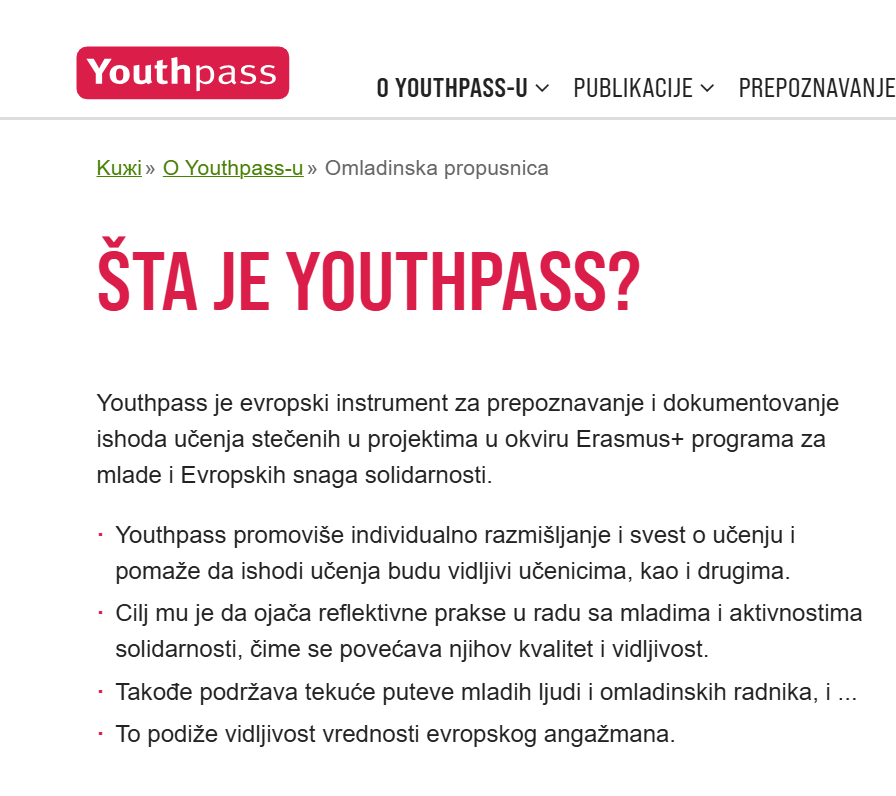 Youthpass
O YOUTHPASS-U PUBLIKACIJE PREPOZNAVANJE
Kuжi » O Youthpass-u » Omladinska propusnica
ŠTA JE YOUTHPASS?
Youthpass je evropski instrument za prepoznavanje i dokumentovanje
ishoda učenja stečenih u projektima u okviru Erasmus+ programa za
mlade i Evropskih snaga solidarnosti.
· Youthpass promoviše individualno razmišljanje i svest o učenju i
pomaže da ishodi učenja budu vidljivi učenicima, kao i drugima.
· Cilj mu je da ojača reflektivne prakse u radu sa mladima i aktivnostima
solidarnosti, čime se povećava njihov kvalitet i vidljivost.
· Takođe podržava tekuće puteve mladih ljudi i omladinskih radnika, i ...
· To podiže vidljivost vrednosti evropskog angažmana.